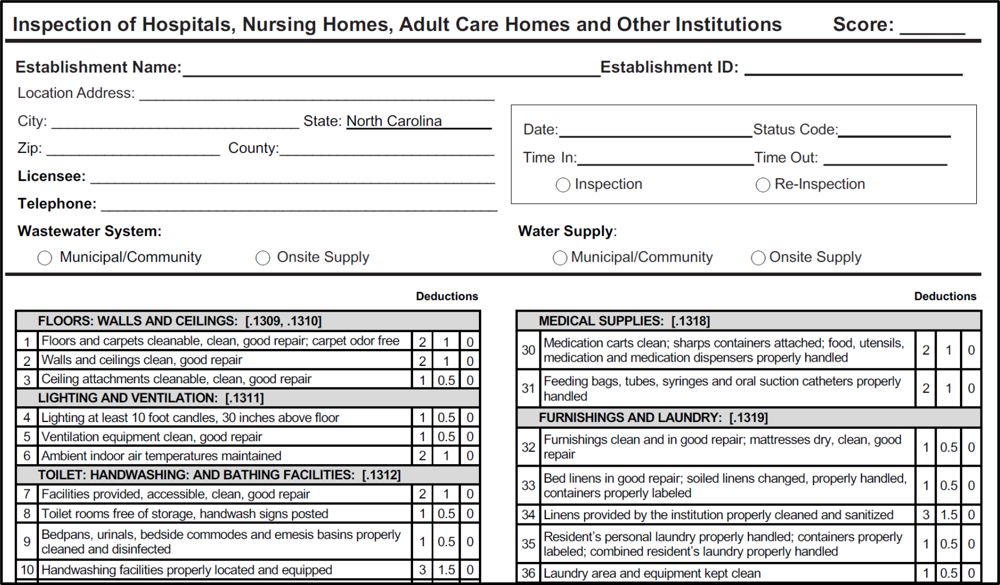 Inspection of Hospitals, Nursing Homes, Adult Care Homes and Other Institutions Score:
Establishment Name: Establishment ID:
Location Address:
City: State: North Carolina
Zip: County:
Licensee:
Telephone:
Date: Status Code:
Time In: Time Out:
Inspection Re-Inspection
Wastewater System:
Municipal/Community Onsite Supply
Water Supply:
Municipal/Community Onsite Supply
Deductions
FLOORS: WALLS AND CEILINGS: [.1309, .1310]
1 Floors and carpets cleanable, clean, good repair; carpet odor free 2 1 0
2 Walls and ceilings clean, good repair 2 1 0
3 Ceiling attachments cleanable, clean, good repair 1 0.5 0
LIGHTING AND VENTILATION: [.1311]
4 Lighting at least 10 foot candles, 30 inches above floor 1 0.5 0
5 Ventilation equipment clean, good repair 1 0.5 0
6 Ambient indoor air temperatures maintained 2 1 0
TOILET: HANDWASHING: AND BATHING FACILITIES: [.1312]
7 Facilities provided, accessible, clean, good repair 2 1 0
8 Toilet rooms free of storage, handwash signs posted 1 0.5 0
9 Bedpans, urinals, bedside commodes and emesis basins properly
cleaned and disinfected 1 0.5 0
10 Handwashing facilities properly located and equipped 3 1.5 0
Deductions
MEDICAL SUPPLIES: [.1318]
30 Medication carts clean; sharps containers attached; food, utensils,
medication and medication dispensers properly handled 2 1 0
31 Feeding bags, tubes, syringes and oral suction catheters properly
handled 2 1 0
FURNISHINGS AND LAUNDRY: [.1319]
32 Furnishings clean and in good repair; mattresses dry, clean, good
repair 1 0.5 0
33 Bed linens in good repair; soiled linens changed, properly handled,
containers properly labeled 1 0.5 0
34 Linens provided by the institution properly cleaned and sanitized 3 1.5 0
35 Resident's personal laundry properly handled; containers properly
labeled; combined resident's laundry properly handled 1 0.5 0
36 Laundry area and equipment kept clean 1 0.5 0